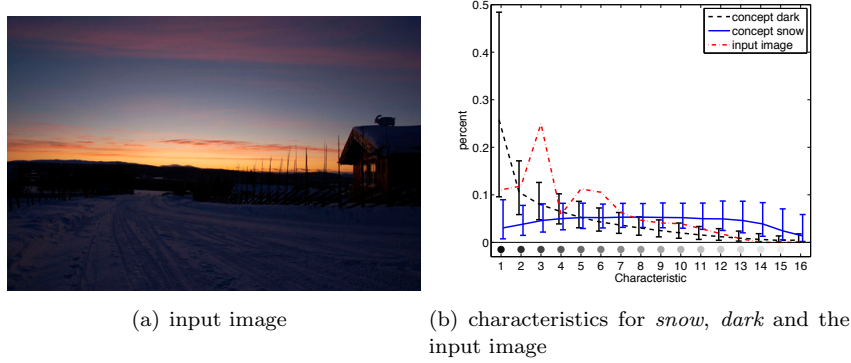 0.5
0.4
0.3
0.2
0.1
0
percent
concept dark
concept snow
input image
1 2 3 4 5 6 7 8 9 10 11 12 13 14 15 16
Characteristic
(a) input image
(b) characteristics for snow, dark and the
input image